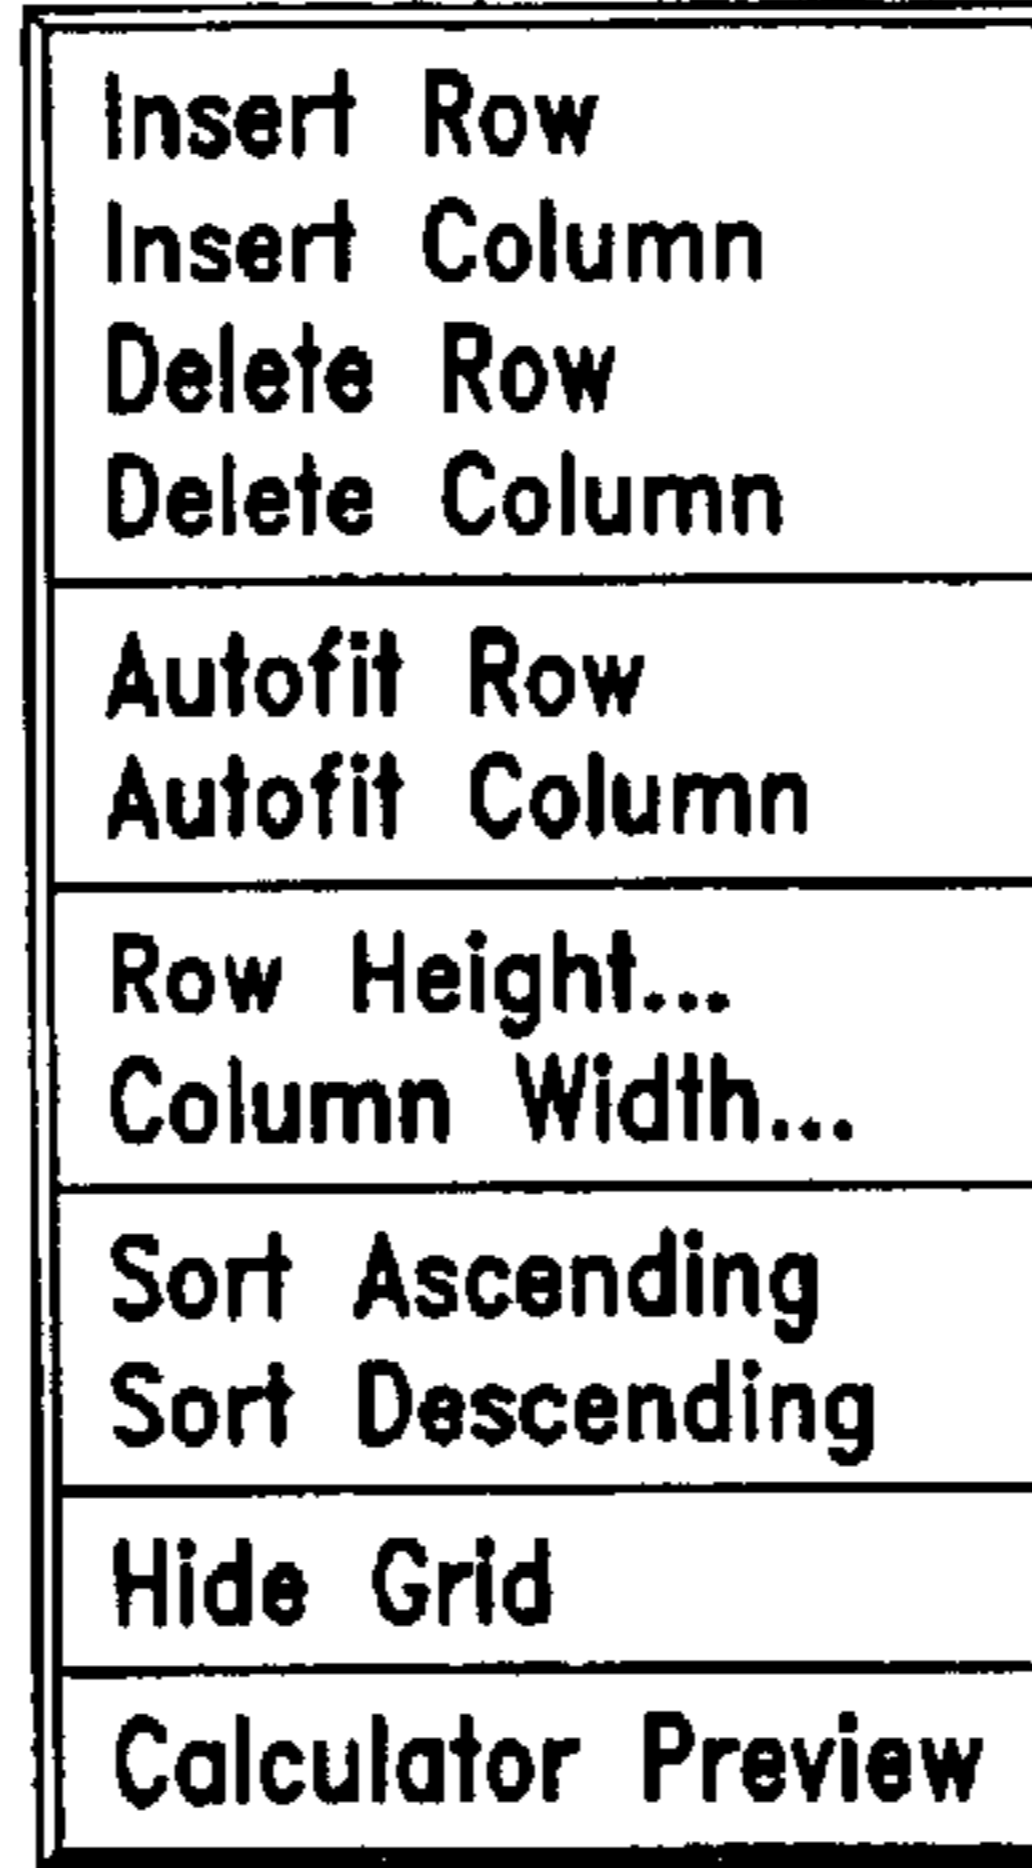 Insert Row
Insert Column
Delete Row
Delete Column
Autofit Row
Autofit Column
Row Height...
Column Width...
Sort Ascending
Sort Descending
Hide Grid
Calculator Preview